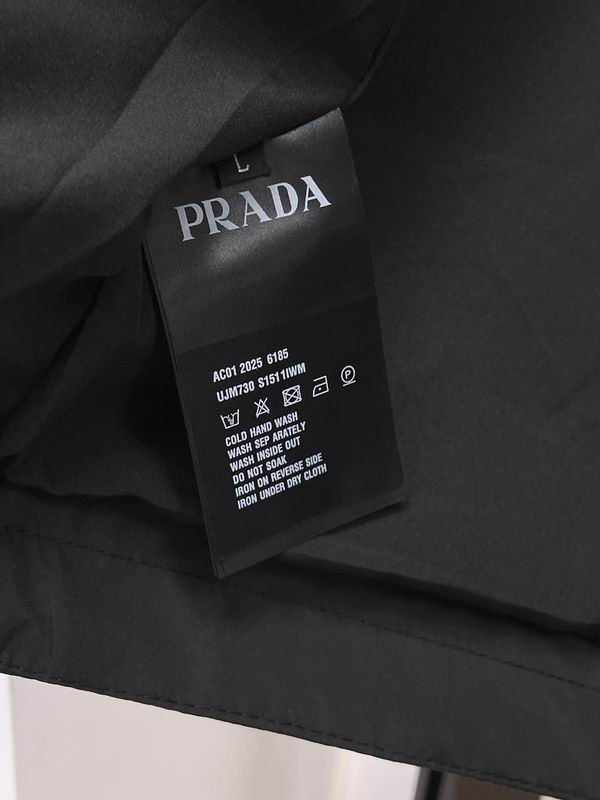 L
PRADA
AC01 2025 6185
UJM730 S1511IWM
P
COLD HAND WASH
WASH SEP ARATELY
WASH INSIDE OUT
DO NOT SOAK
IRON ON REVERSE SIDE
IRON UNDER DRY CLOTH